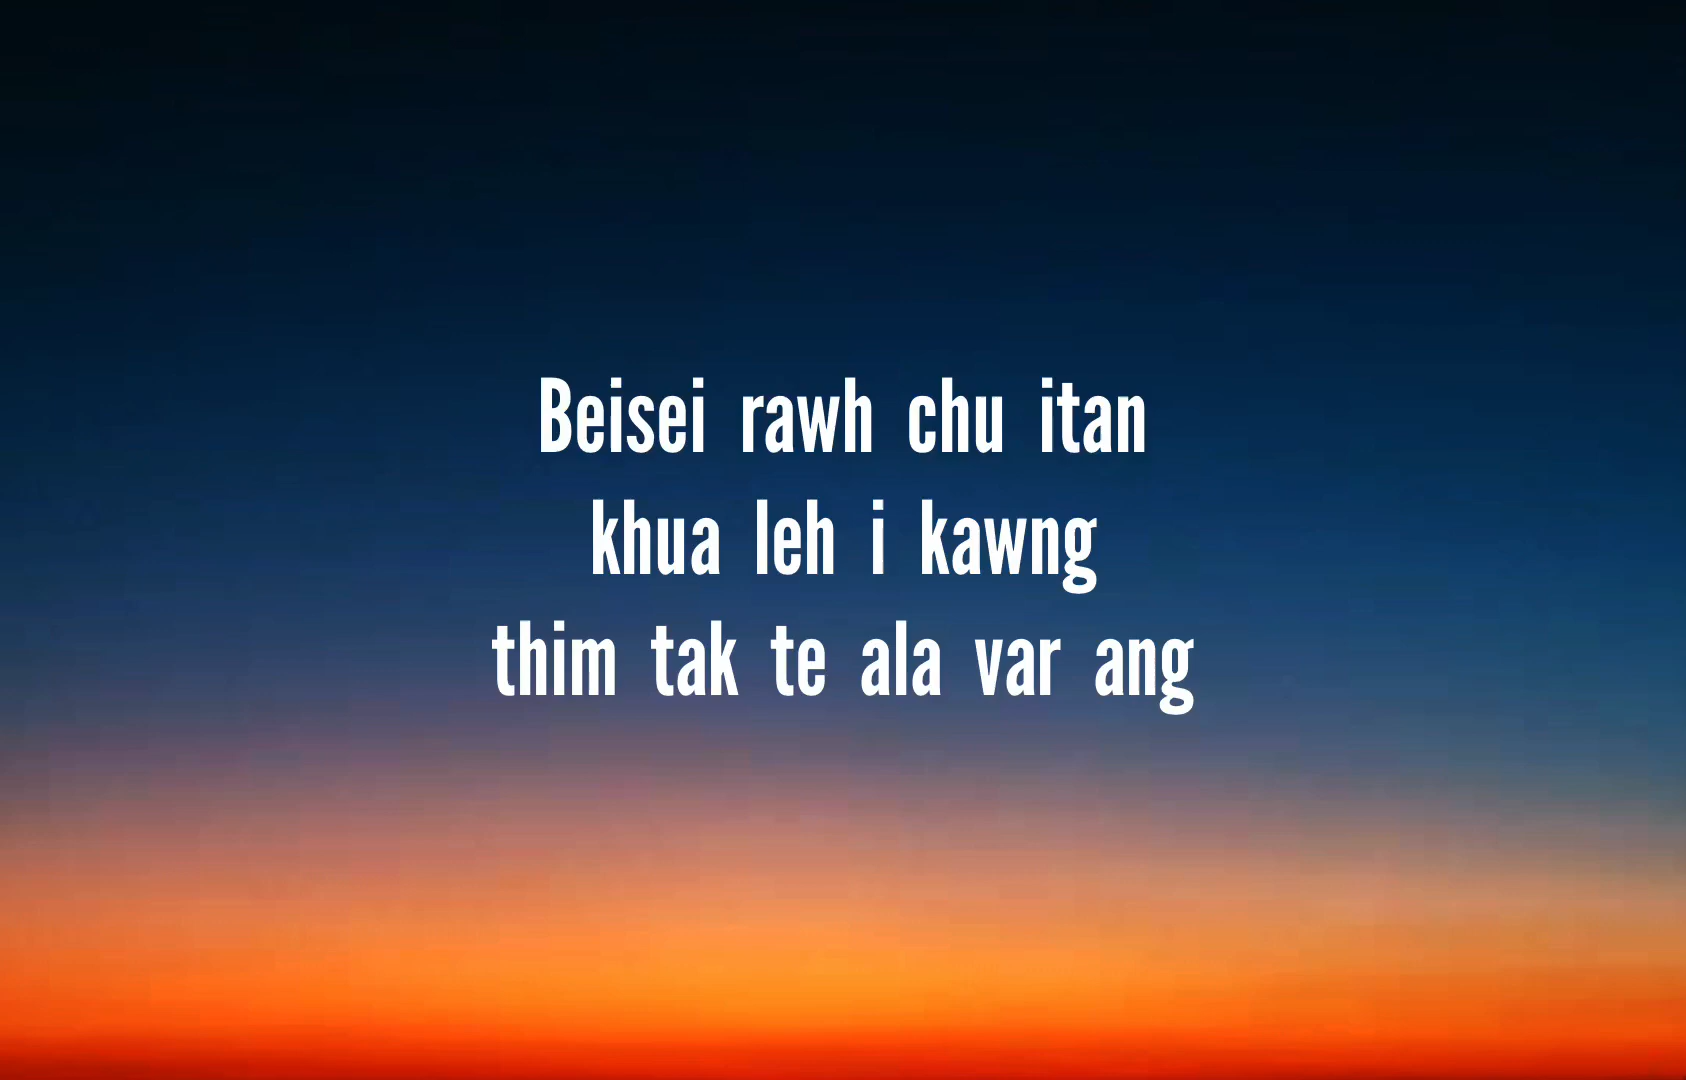 Beisei rawh chu itan
khua leh i kawng
thim tak te ala var ang